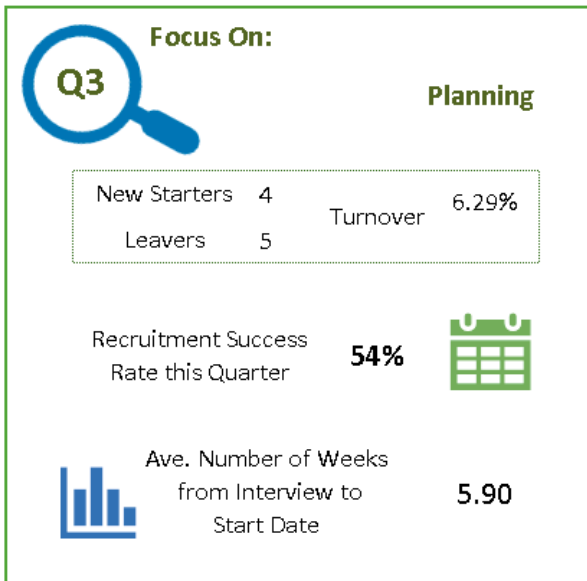 Focus On:
Q3
Planning
New Starters 4
Turnover 6.29%
Leavers 5
Recruitment Success
Rate this Quarter
54%
Ave. Number of Weeks
from Interview to
Start Date
5.90